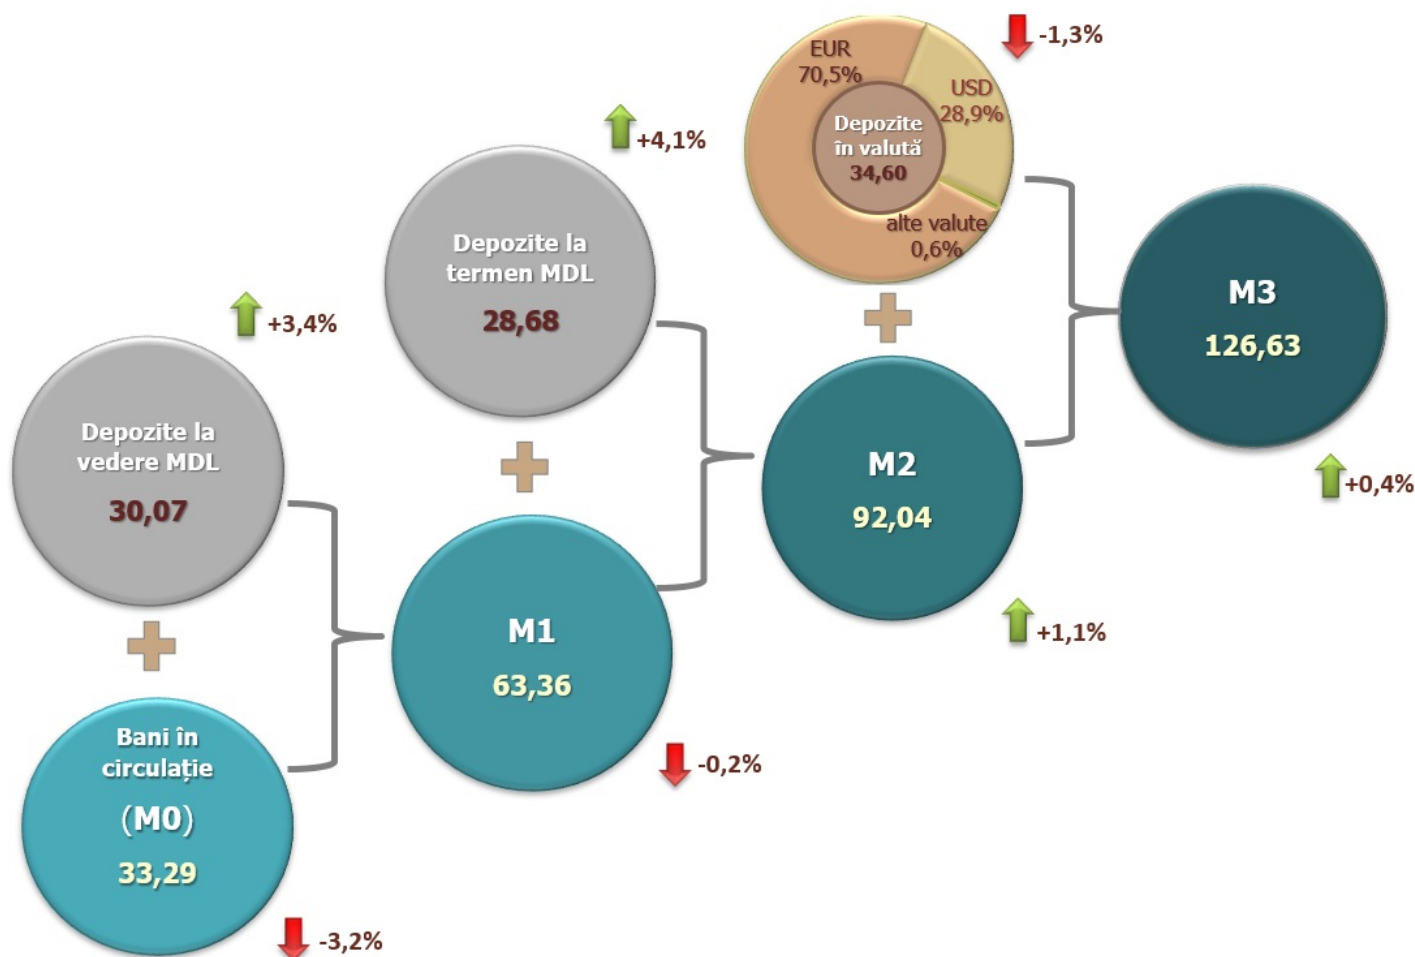 EUR
70,5%
USD
28,9%
Depozite
în valută
34,60
alte valute
0,6%
-1,3%
+4,1%
Depozite la
termen MDL
28,68
+3,4%
Depozite la
vedere MDL
30,07
M3
126,63
+0,4%
M2
92,04
+1,1%
M1
63,36
-0,2%
Bani în
circulație
(M0)
33,29
-3,2%